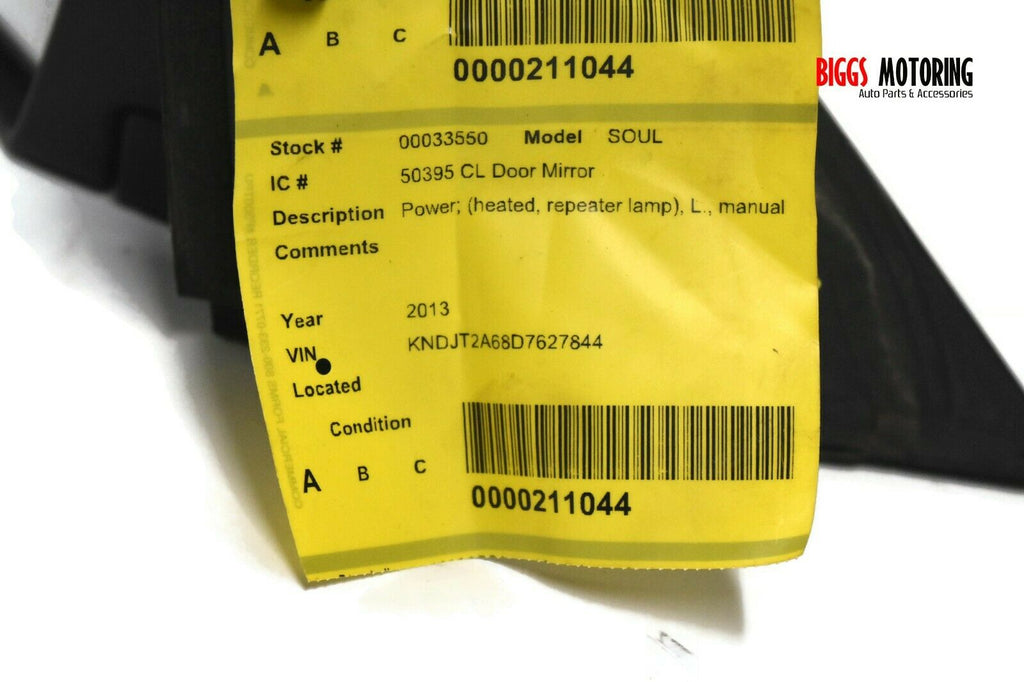 A B C
0000211044
BIGGS MOTORING
Auto Parts & Accessories
Stock # 00033550 Model SOUL
IC # 50395 CL Door Mirror
Description Power; (heated, repeater lamp), L., manual
Comments
Year 2013
VIN KNDJT2A68D7627844
Located
Condition
A B C
0000211044